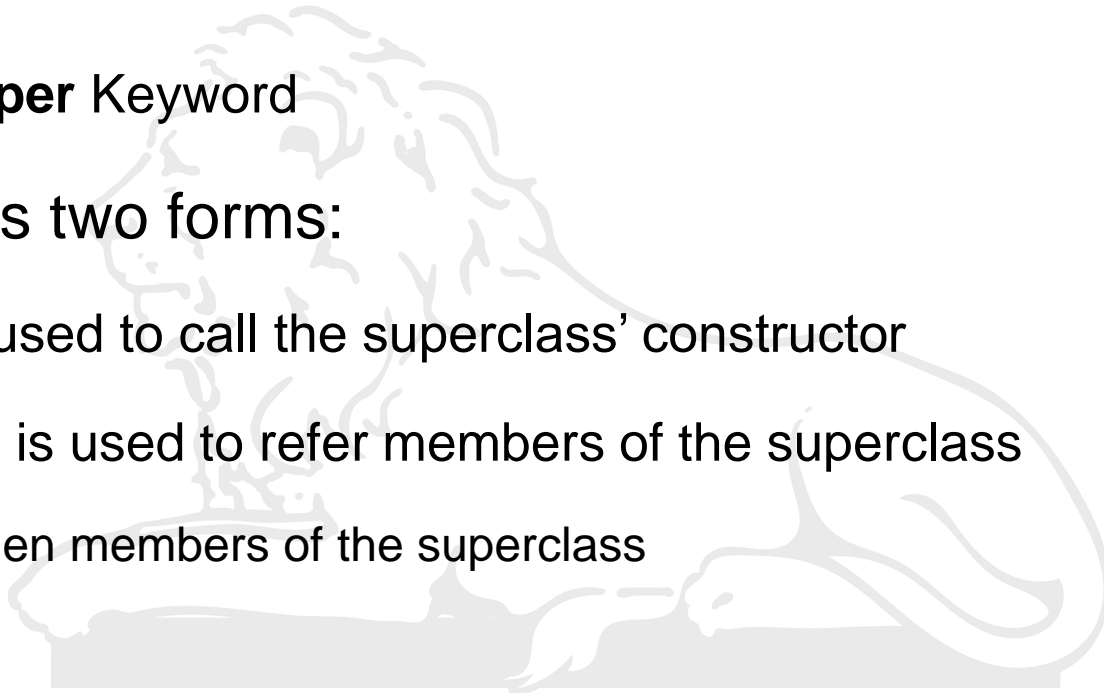 per Keyword
s two forms:
used to call the superclass’ constructor
is used to refer members of the superclass
en members of the superclass